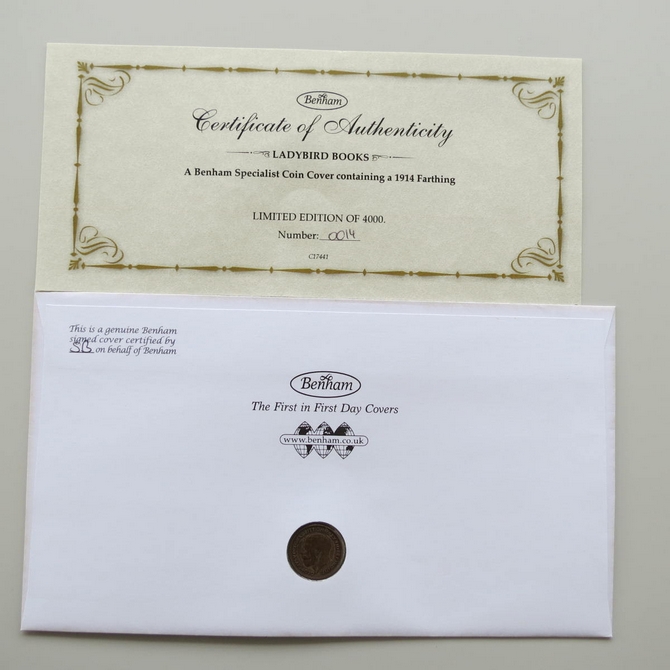 Benham
Certificate of Authenticity
LADYBIRD BOOKS
A Benham Specialist Coin Cover containing a 1914 Farthing
LIMITED EDITION OF 4000.
Number: 0014
C17441
This is a genuine Benham
signed cover certified by
SB on behalf of Benham
Benham
The First in First Day Covers
www.benham.co.uk